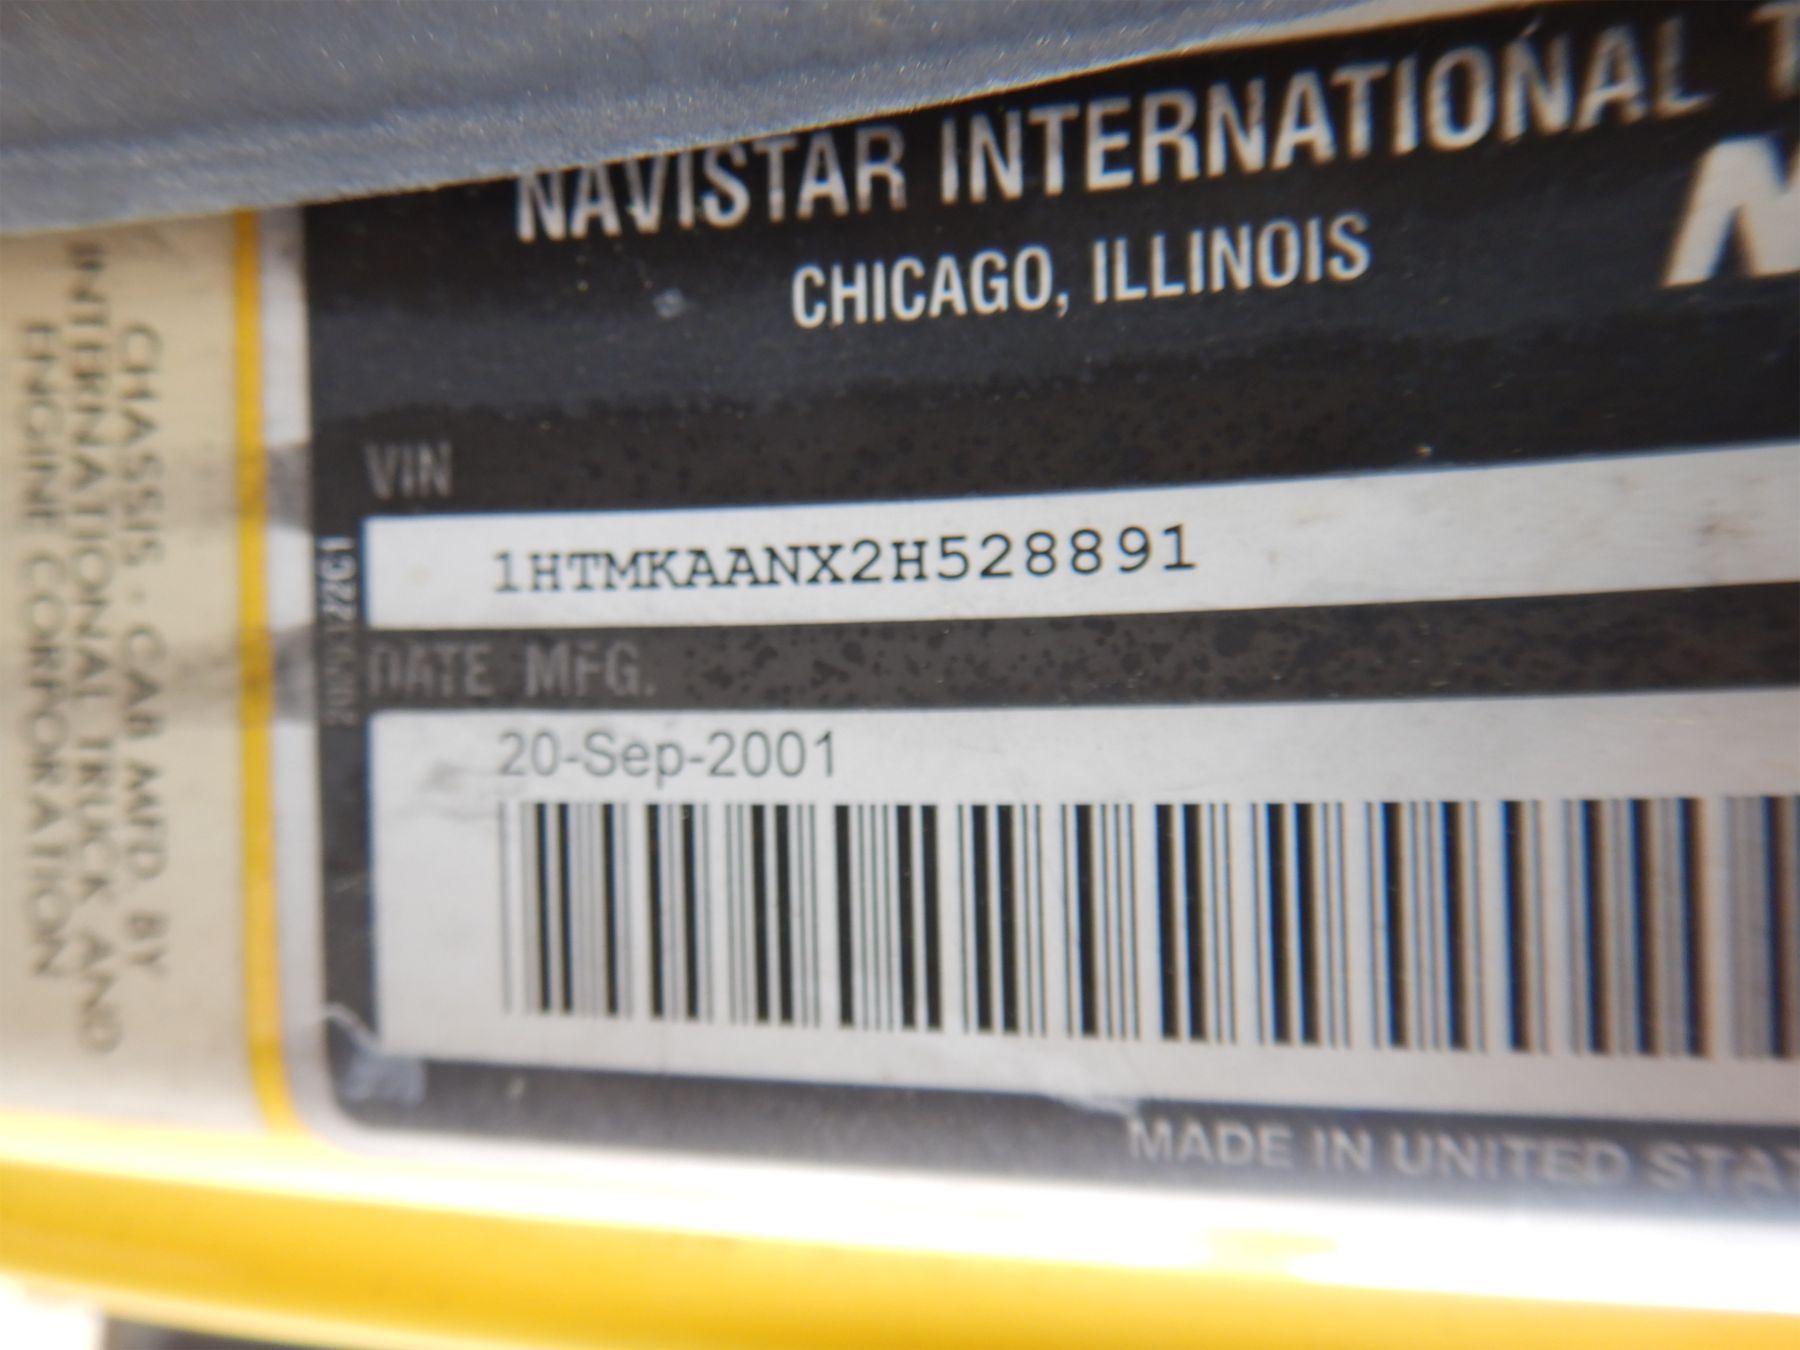 NAVISTAR INTERNATIONAL T
CHICAGO, ILLINOIS
VIN
1HTMKAANX2H528891
DATE MFG.
20-Sep-2001
MADE IN UNITED STAT
CHASSIS - CAB MFD. BY
INTERNATIONAL TRUCK AND
ENGINE CORPORATION